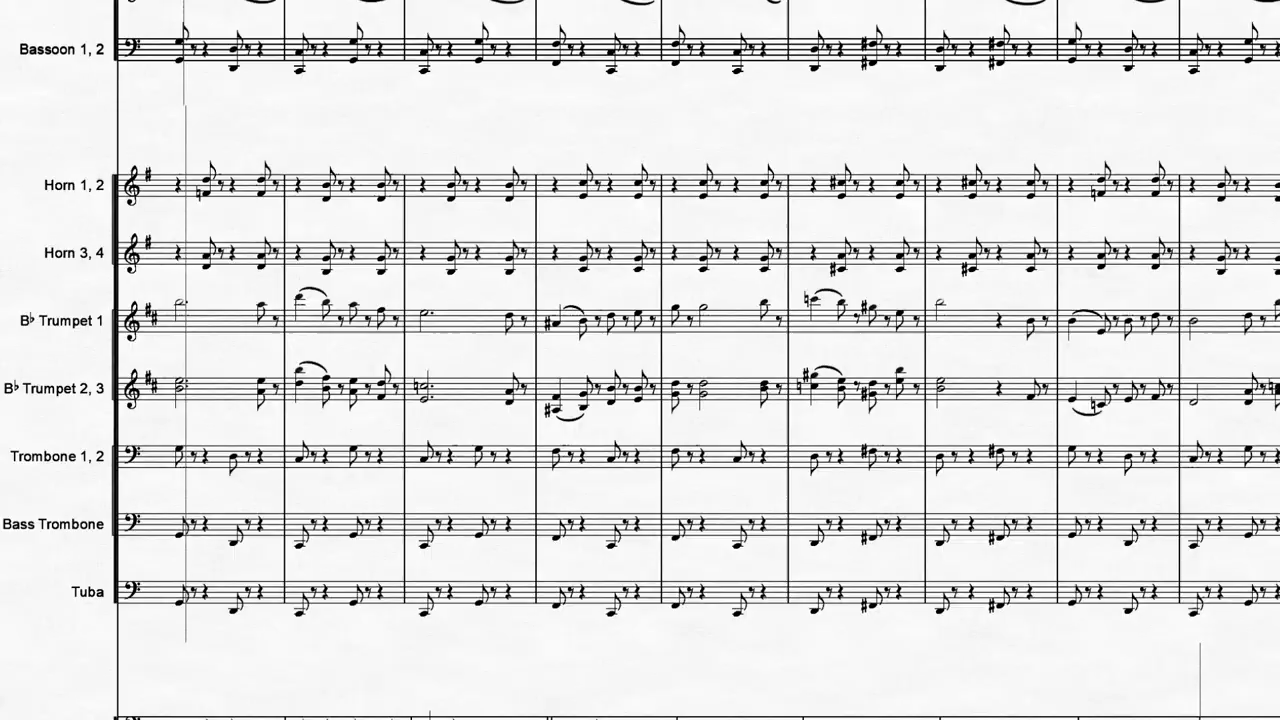 Bassoon 1, 2
Horn 1, 2
Horn 3, 4
B♭ Trumpet 1
B♭ Trumpet 2, 3
Trombone 1, 2
Bass Trombone
Tuba